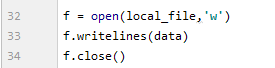 32 f = open(local_file,'w')
33 f.writelines(data)
34 f.close()